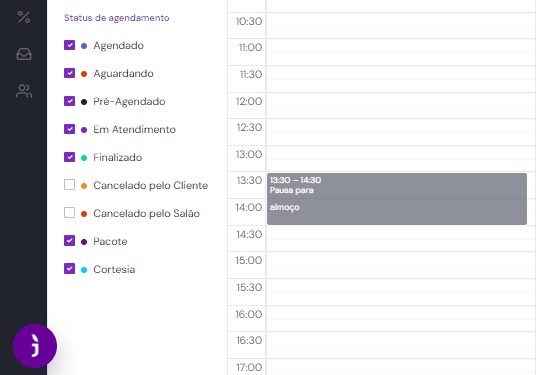 Status de agendamento
Agendado
Aguardando
Pré-Agendado
Em Atendimento
Finalizado
Cancelado pelo Cliente
Cancelado pelo Salão
Pacote
Cortesia
10:30
11:00
11:30
12:00
12:30
13:00
13:30
14:00
14:30
15:00
15:30
16:00
16:30
17:00
13:30 – 14:30
Pausa para
almoço